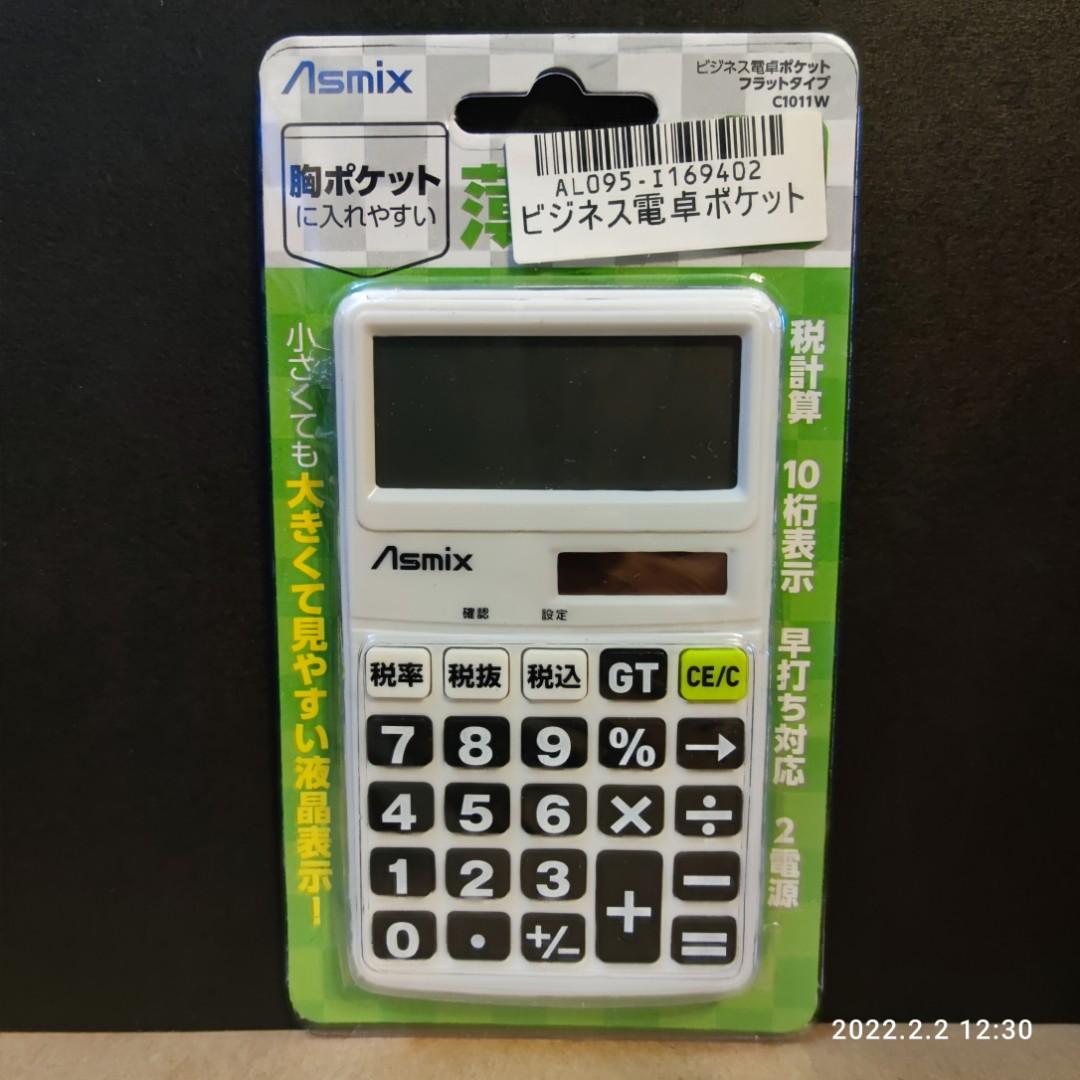 Asmix
ビジネス電卓ポケット
フラットタイプ
C1011W
胸ポケット
に入れやすい
AL095-I169402
ビジネス電卓ポケット
小さくても大きくて見やすい液晶表示！
税計算 10桁表示 早打ち対応 2電源
Asmix
確認 設定
税率 税抜 税込 GT CE/C
7 8 9 % →
4 5 6 × ÷
1 2 3 + −
0 . +/− =
2022.2.2 12:30